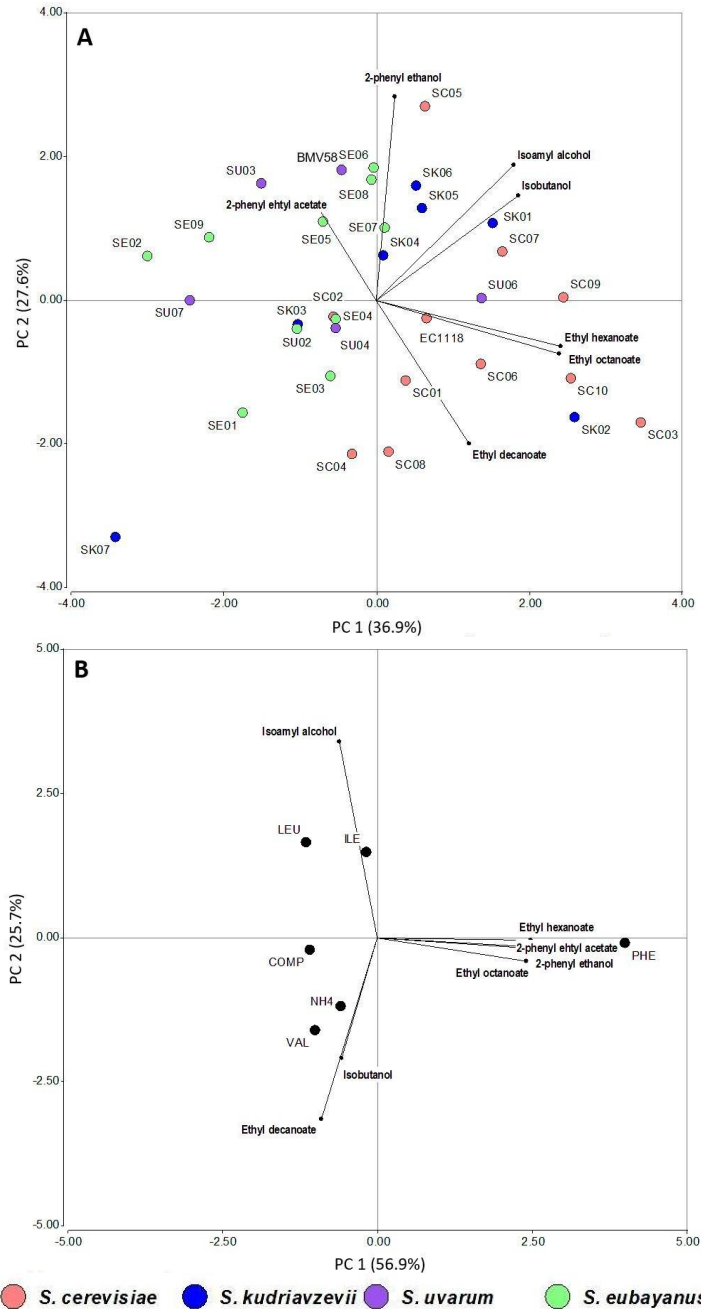 4.00
A
2-phenyl ethanol
SC05
2.00
BMV58
SE06
Isoamyl alcohol
SU03
SK06
SE08
SK05
Isobutanol
2-phenyl ehtyl acetate
SE09
SE05
SE07
SK04
SK01
SC07
SE02
PC 2 (27.6%)
0.00
SU07
SK03
SC02
SE04
SU06
SC09
SU02
SU04
EC1118
Ethyl hexanoate
Ethyl octanoate
SE03
SC01
SC06
SC10
SE01
-2.00
SC04
SC08
Ethyl decanoate
SK02
SC03
SK07
-4.00
-4.00 -2.00 0.00 2.00 4.00
PC 1 (36.9%)
5.00
B
Isoamyl alcohol
2.50
LEU
ILE
PC 2 (25.7%)
0.00
Ethyl hexanoate
2-phenyl ehtyl acetate
PHE
COMP
2-phenyl ethanol
Ethyl octanoate
NH4
VAL
-2.50
Isobutanol
Ethyl decanoate
-5.00
-5.00 -2.50 0.00 2.50 5.00
PC 1 (56.9%)
S. cerevisiae S. kudriavzevii S. uvarum S. eubayanus